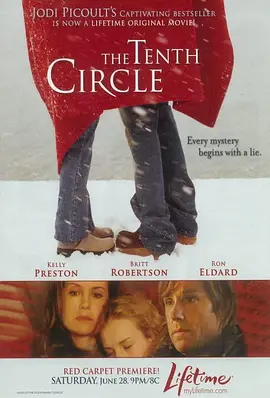 JODI PICOULT'S CAPTIVATING BESTSELLER
IS NOW A LIFETIME ORIGINAL MOVIE!
THE TENTH
CIRCLE
Every mystery
begins with a lie.
KELLY PRESTON
BRITT ROBERTSON
RON ELDARD
RED CARPET PREMIERE!
SATURDAY, JUNE 28, 9PM/8C
Lifetime
myLifetime.com